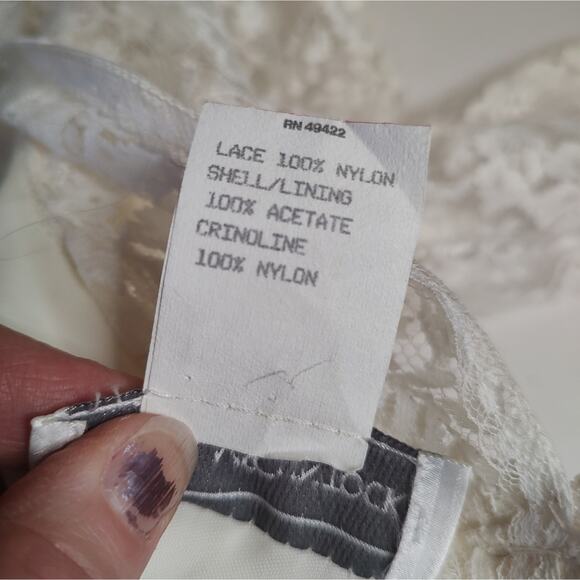 RN 49422
LACE 100% NYLON
SHELL/LINING
100% ACETATE
CRINOLINE
100% NYLON